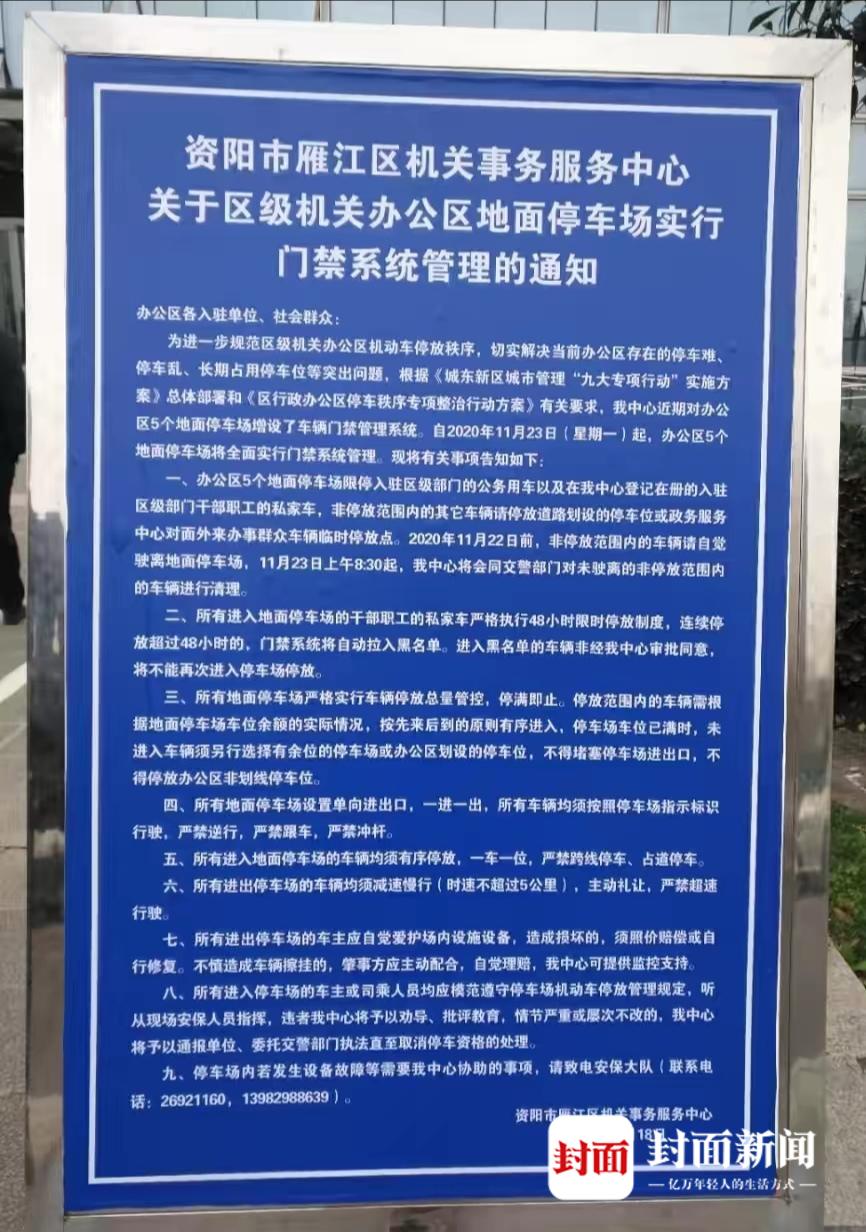 资阳市雁江区机关事务服务中心
关于区级机关办公区地面停车场实行
门禁系统管理的通知
办公区各入驻单位、社会群众：
为进一步规范区级机关办公区机动车停放秩序，切实解决当前办公区存在的停车难、
停车乱、长期占用停车位等突出问题，根据《城东新区城市管理“九大专项行动”实施方
案》总体部署和《区行政办公区停车秩序专项整治行动方案》有关要求，我中心近期对办公
区5个地面停车场增设了车辆门禁管理系统。自2020年11月23日（星期一）起，办公区5个
地面停车场将全面实行门禁系统管理。现将有关事项告知如下：
一、办公区5个地面停车场限停入驻区级部门的公务用车以及在我中心登记在册的入驻
区级部门干部职工的私家车，非停放范围内的其它车辆请停放道路划设的停车位或政务服务
中心对面外来办事群众车辆临时停放点。2020年11月22日前，非停放范围内的车辆请自觉
驶离地面停车场，11月23日上午8:30起，我中心将会同交警部门对未驶离的非停放范围内
的车辆进行清理。
二、所有进入地面停车场的干部职工的私家车严格执行48小时限时停放制度，连续停
放超过48小时的，门禁系统将自动拉入黑名单。进入黑名单的车辆非经我中心审批同意，
将不能再次进入停车场停放。
三、所有地面停车场严格实行车辆停放总量管控，停满即止。停放范围内的车辆需根
据地面停车场车位余额的实际情况，按先来后到的原则有序进入，停车场车位已满时，未
进入车辆须另行选择有余位的停车场或办公区划设的停车位，不得堵塞停车场进出口，不
得停放办公区非划线停车位。
四、所有地面停车场设置单向进出口，一进一出，所有车辆均须按照停车场指示标识
行驶，严禁逆行，严禁跟车，严禁冲杆。
五、所有进入地面停车场的车辆均须有序停放，一车一位，严禁跨线停车、占道停车。
六、所有进出停车场的车辆均须减速慢行（时速不超过5公里），主动礼让，严禁超速
行驶。
七、所有进出停车场的车主应自觉爱护场内设施设备，造成损坏的，须照价赔偿或自
行修复。不慎造成车辆擦挂的，肇事方应主动配合，自觉理赔，我中心可提供监控支持。
八、所有进入停车场的车主或司乘人员均应模范遵守停车场机动车停放管理规定，听
从现场安保人员指挥，违者我中心将予以劝导、批评教育，情节严重或屡次不改的，我中心
将予以通报单位、委托交警部门执法直至取消停车资格的处理。
九、停车场内若发生设备故障等需要我中心协助的事项，请致电安保大队（联系电
话：26921160，13982988639）。
资阳市雁江区机关事务服务中心
18日
封面
封面新闻
亿万年轻人的生活方式